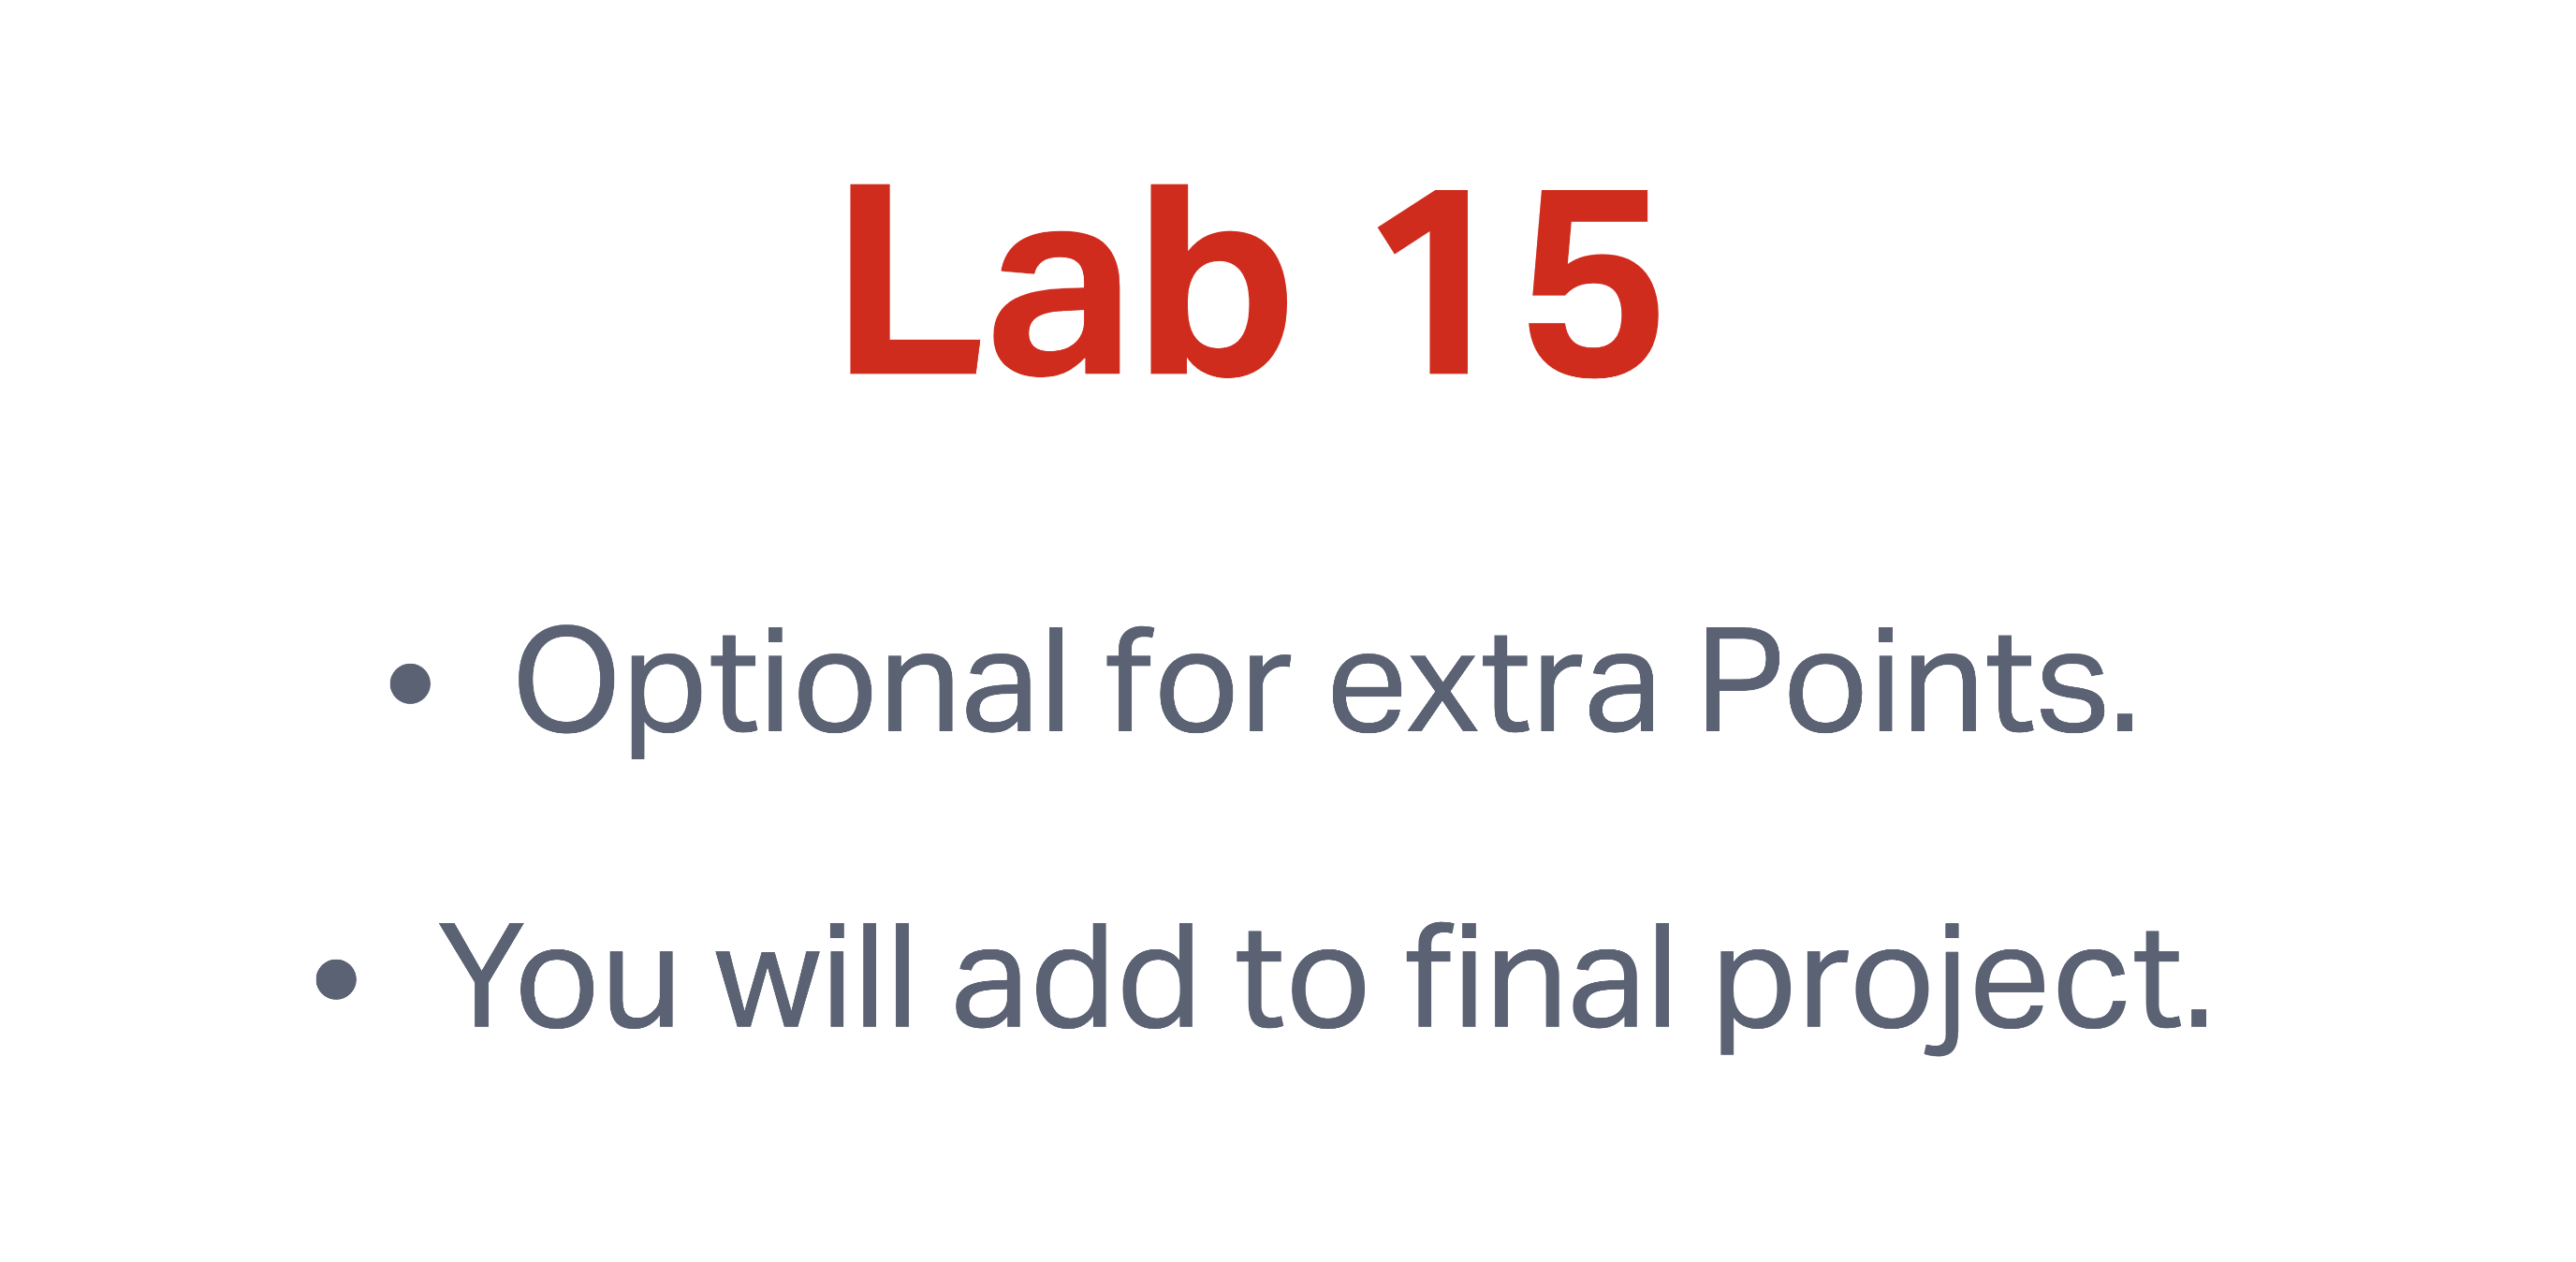 Lab 15
• Optional for extra Points.
• You will add to final project.